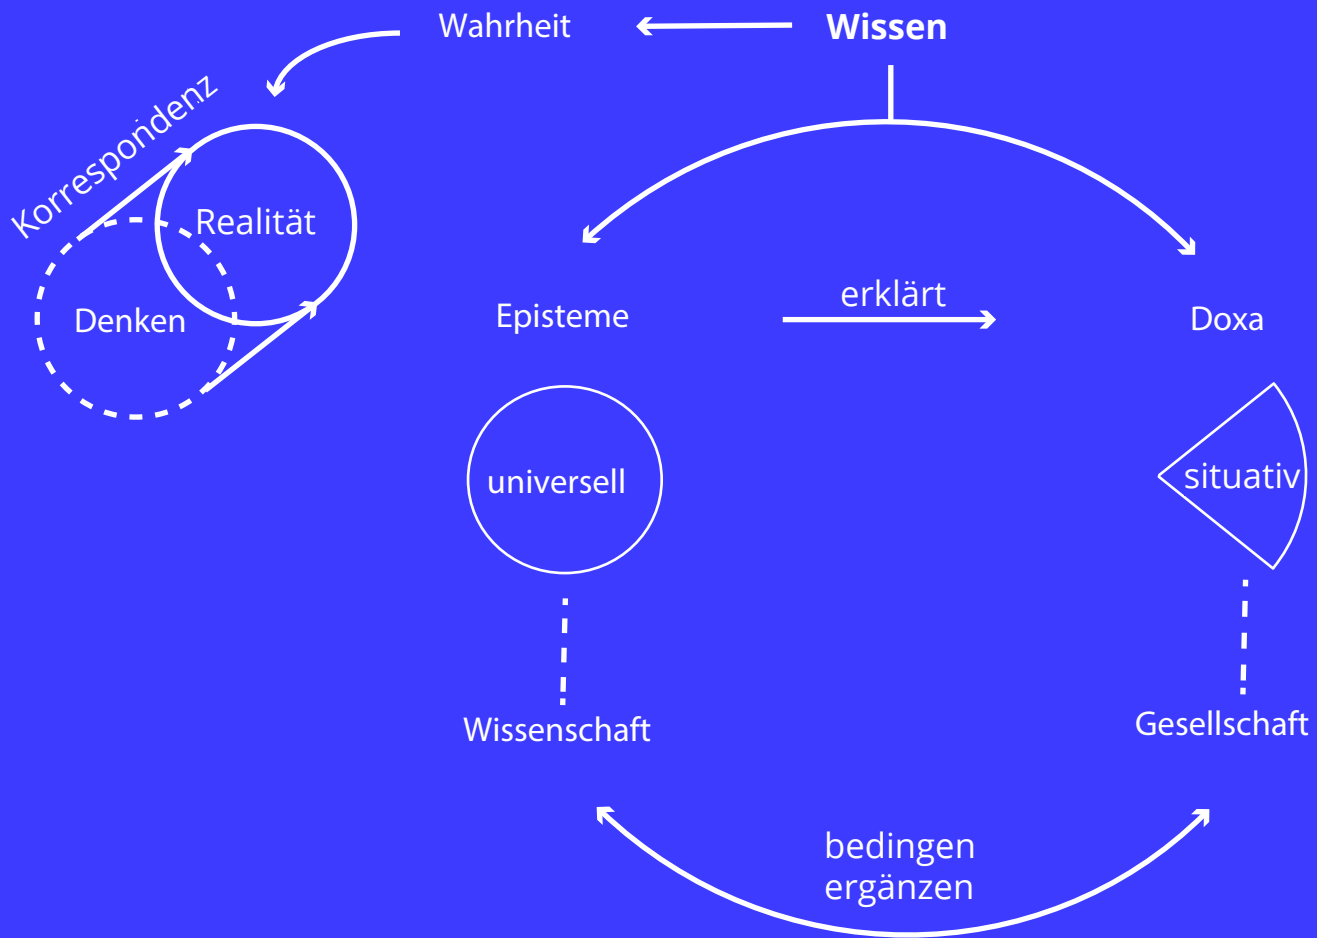 Wahrheit
Wissen
Korrespondenz
Realität
Denken
Episteme
erklärt
Doxa
universell
situativ
Wissenschaft
Gesellschaft
bedingen
ergänzen